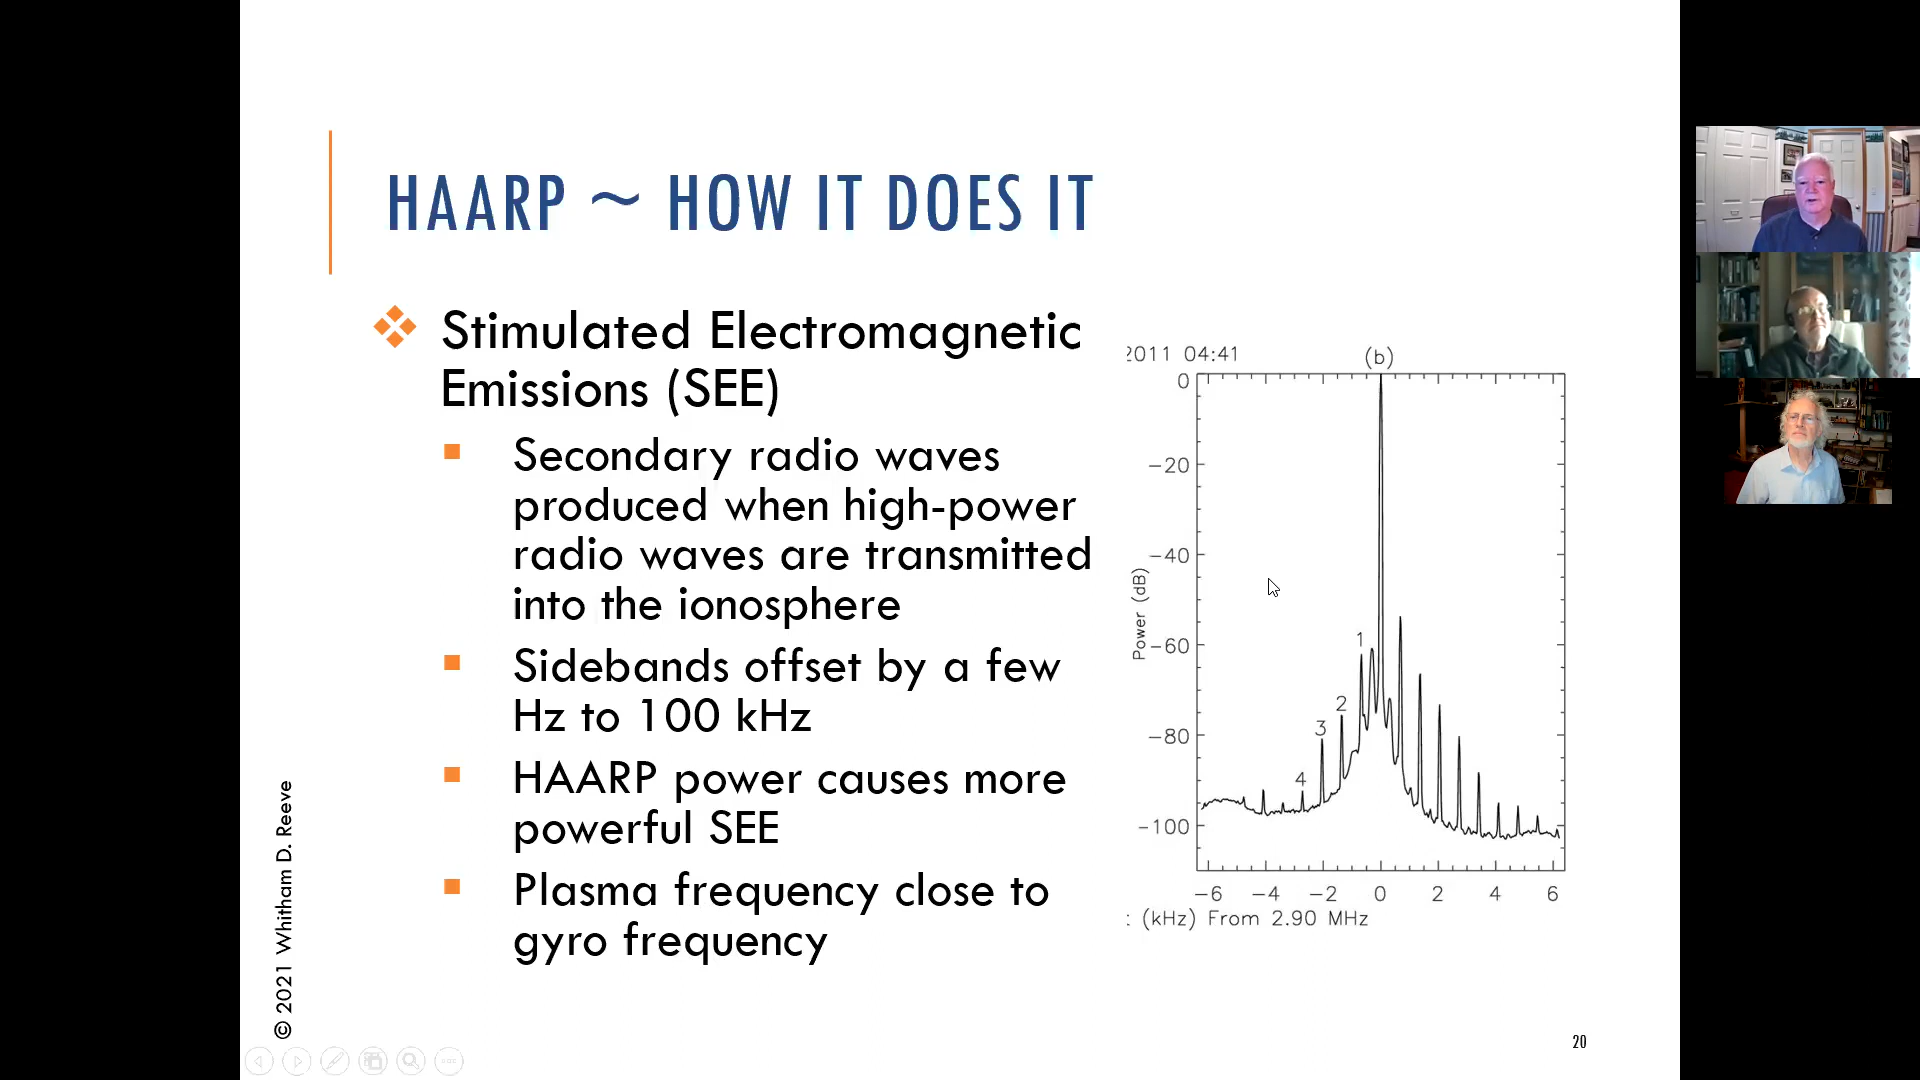 HAARP ~ HOW IT DOES IT
Stimulated Electromagnetic
Emissions (SEE)
Secondary radio waves
produced when high-power
radio waves are transmitted
into the ionosphere
Sidebands offset by a few
Hz to 100 kHz
HAARP power causes more
powerful SEE
Plasma frequency close to
gyro frequency
2011 04:41
(b)
0
−20
−40
−60
−80
−100
Power (dB)
1
2
3
4
−6 −4 −2 0 2 4 6
: (kHz) From 2.90 MHz
© 2021 Whitham D. Reeve
20